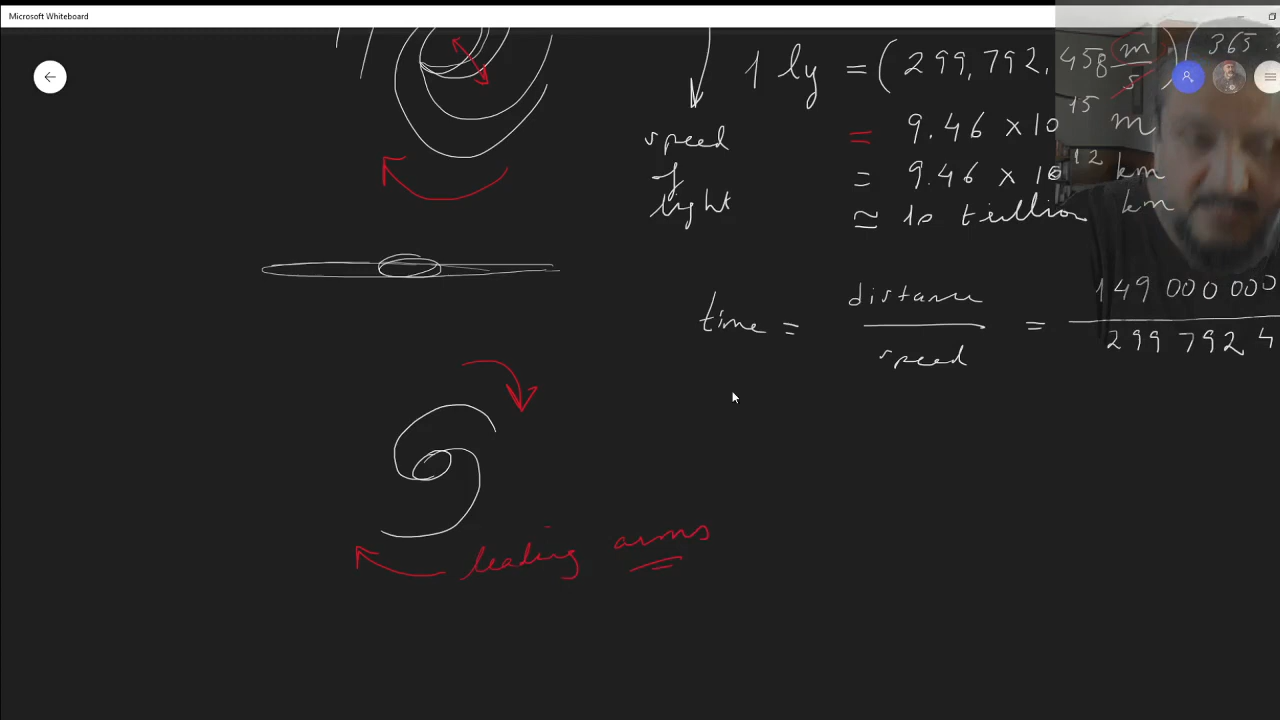 Microsoft Whiteboard
1 ly = (299,792,458 m/s)(365.
speed of light
= 9.46 × 10^15 m
= 9.46 × 10^12 km
≅ 10 trillion km
time = distance/speed = 149 000 000/299 792 4
leading arms